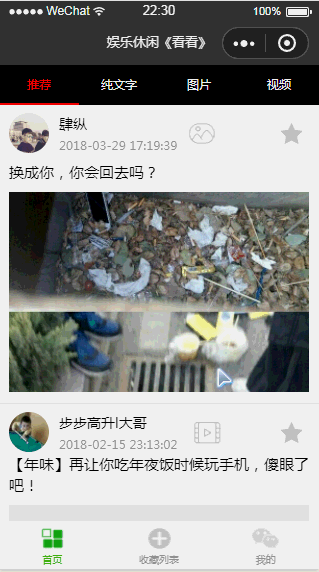 WeChat 22:30 100%
娱乐休闲《看看》
推荐 纯文字 图片 视频
肆纵
2018-03-29 17:19:39
换成你，你会回去吗？
步步高升l大哥
2018-02-15 23:13:02
【年味】再让你吃年夜饭时候玩手机，傻眼了
吧！
首页 收藏列表 我的